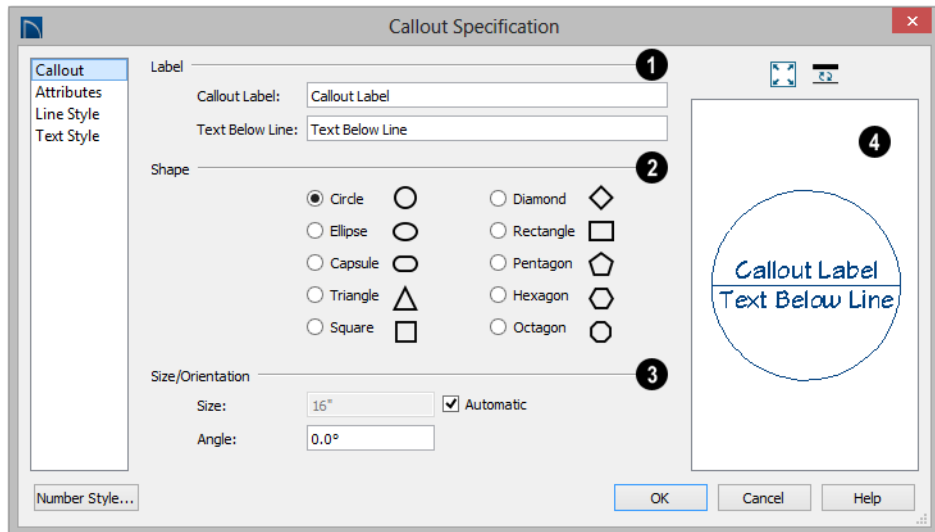 Callout Specification
Callout
Attributes
Line Style
Text Style
Label
1
Callout Label: Callout Label
Text Below Line: Text Below Line
Shape
2
Circle
Diamond
Ellipse
Rectangle
Capsule
Pentagon
Triangle
Hexagon
Square
Octagon
Size/Orientation
3
Size: 16"
Automatic
Angle: 0.0°
4
Callout Label
Text Below Line
Number Style...
OK
Cancel
Help